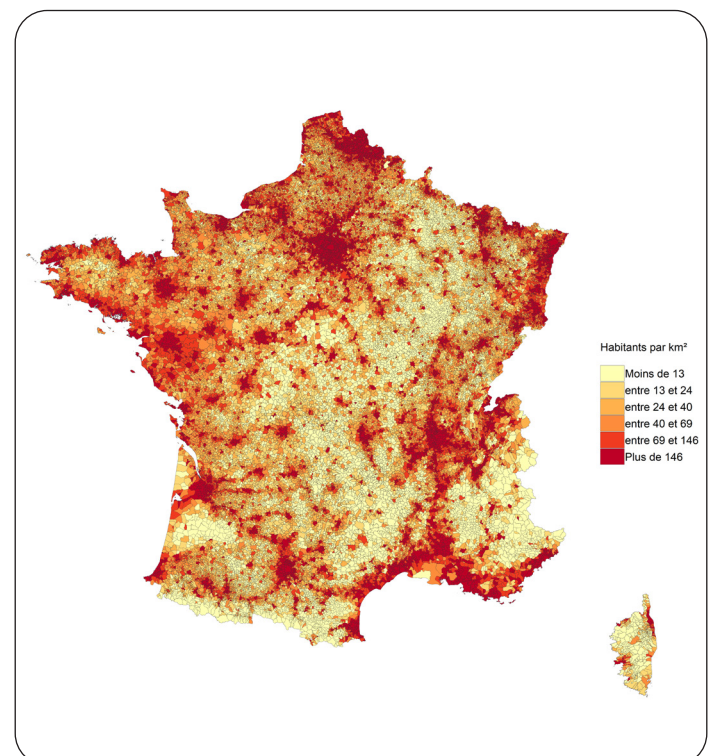 Habitants par km²
Moins de 13
entre 13 et 24
entre 24 et 40
entre 40 et 69
entre 69 et 146
Plus de 146